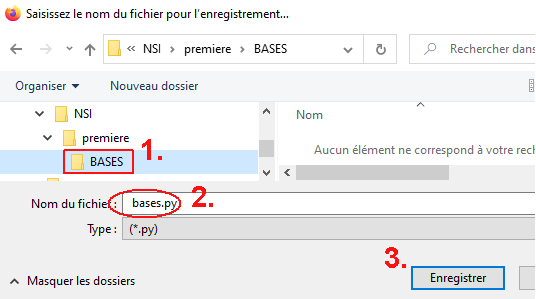 Saisissez le nom du fichier pour l'enregistrement...
« NSI > premiere > BASES
Rechercher dans
Organiser
Nouveau dossier
NSI
premiere
BASES
1.
Nom
Aucun élément ne correspond à votre rech
Nom du fichier : bases.py
2.
Type : (*.py)
3.
Masquer les dossiers
Enregistrer